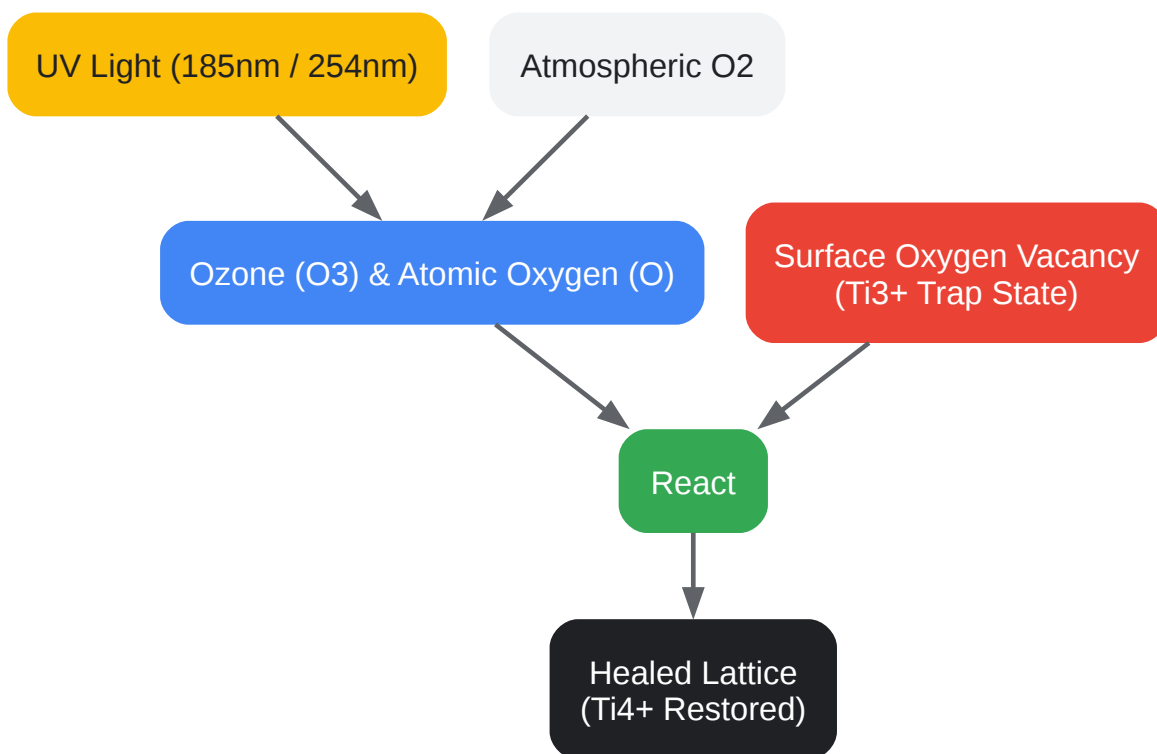 UV Light (185nm / 254nm)
Atmospheric O2
Ozone (O3) & Atomic Oxygen (O)
Surface Oxygen Vacancy
(Ti3+ Trap State)
React
Healed Lattice
(Ti4+ Restored)